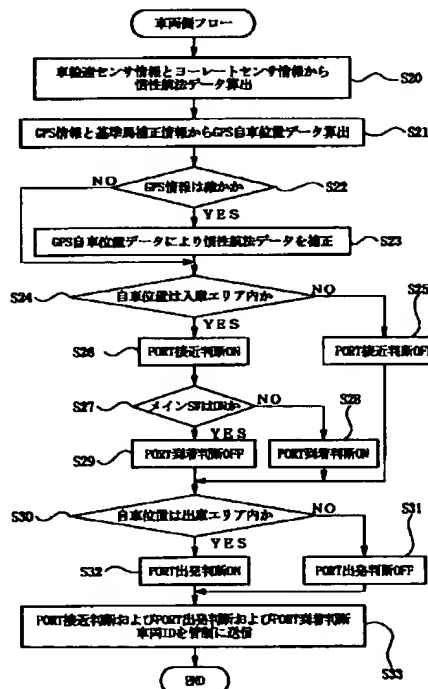 車両側フロー
車輪速センサ情報とヨーレートセンサ情報から
慣性航法データ算出
S20
GPS情報と基準局補正情報からGPS自車位置データ算出
S21
GPS情報は確かか
S22
NO
YES
GPS自車位置データにより慣性航法データを補正
S23
S24
自車位置は入庫エリア内か
NO
S25
YES
S26
PORT接近判断ON
PORT接近判断OFF
S27
メインSWはONか
NO
S28
YES
S29
PORT到着判断OFF
PORT到着判断ON
S30
自車位置は出庫エリア内か
NO
S31
YES
S32
PORT出発判断ON
PORT出発判断OFF
PORT接近判断およびPORT出発判断およびPORT到着判断
車両IDを管制に送信
S33
END